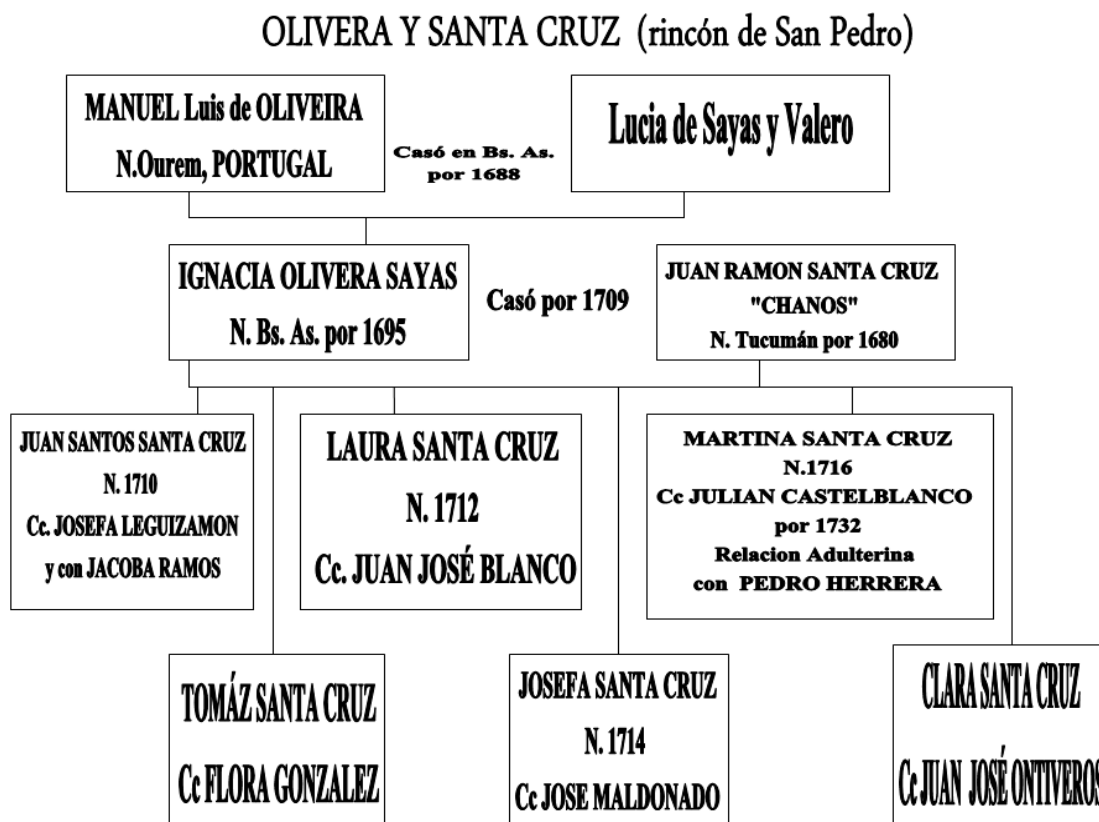 OLIVERA Y SANTA CRUZ (rincón de San Pedro)
MANUEL Luis de OLIVEIRA
N.Ourem, PORTUGAL
Casó en Bs. As.
por 1688
Lucia de Sayas y Valero
IGNACIA OLIVERA SAYAS
N. Bs. As. por 1695
Casó por 1709
JUAN RAMON SANTA CRUZ
"CHANOS"
N. Tucumán por 1680
JUAN SANTOS SANTA CRUZ
N. 1710
Cc. JOSEFA LEGUIZAMON
y con JACOBA RAMOS
LAURA SANTA CRUZ
N. 1712
Cc. JUAN JOSÉ BLANCO
MARTINA SANTA CRUZ
N.1716
Cc JULIAN CASTELBLANCO
por 1732
Relacion Adulterina
con PEDRO HERRERA
TOMÁZ SANTA CRUZ
Cc FLORA GONZALEZ
JOSEFA SANTA CRUZ
N. 1714
Cc JOSE MALDONADO
CLARA SANTA CRUZ
Cc JUAN JOSÉ ONTIVEROS